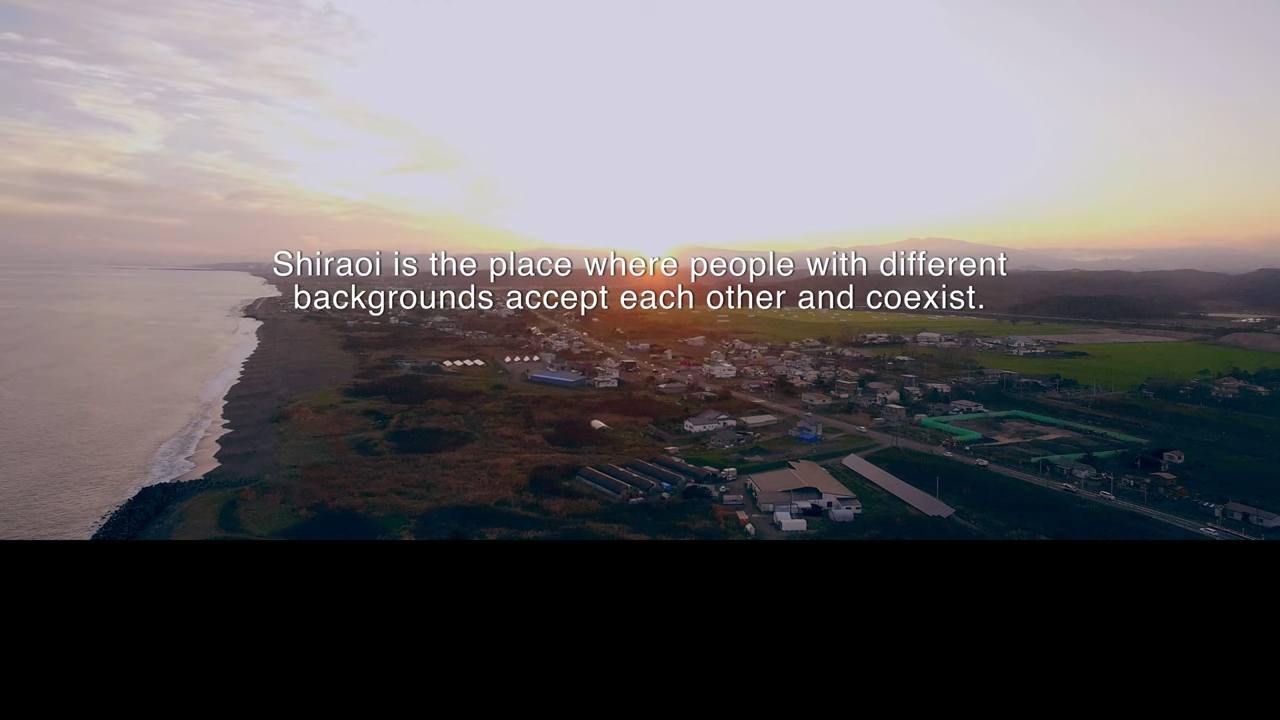 Shiraoi is the place where people with different
backgrounds accept each other and coexist.